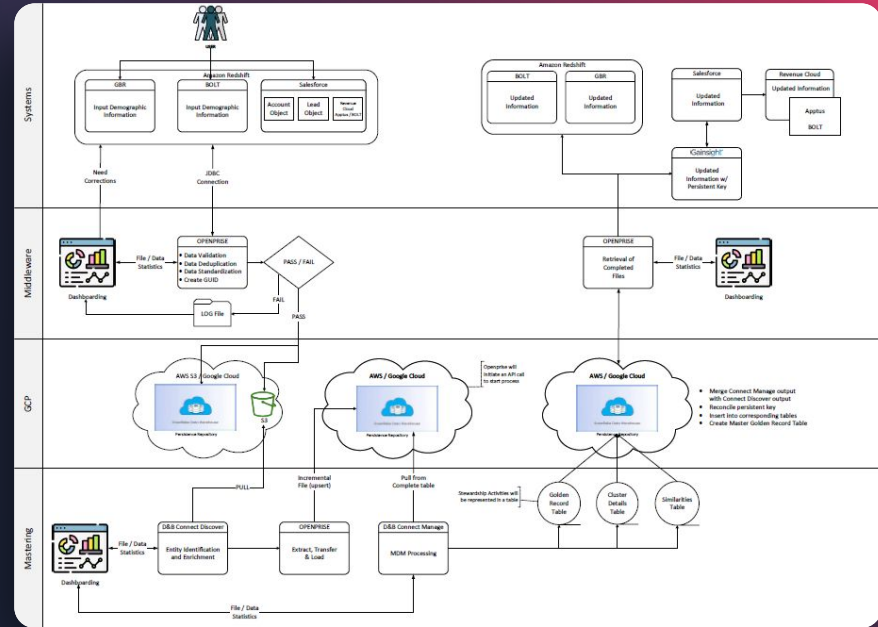 Systems
Amazon Redshift
GBR
Input Demographic
Information
BOLT
Input Demographic
Information
Salesforce
Account
Object
Lead
Object
Revenue
Cloud
Apptus / BOLT
Amazon Redshift
BOLT
Updated
Information
GBR
Updated
Information
Salesforce
Updated
Information
Revenue Cloud
Updated Information
Apptus
BOLT
Gainsight
Updated
Information w/
Persistent Key
Need
Corrections
JDBC
Connection
Middleware
Dashboarding
File / Data
Statistics
OPENPRISE
• Data Validation
• Data Deduplication
• Data Standardization
• Create GUID
PASS / FAIL
FAIL
PASS
LOG File
OPENPRISE
Retrieval of
Completed
Files
File / Data
Statistics
Dashboarding
GCP
AWS S3 / Google Cloud
Persistence Repository
S3
AWS / Google Cloud
Persistence Repository
Openprise will
initiate an API call
to start process
AWS / Google Cloud
Persistence Repository
• Merge Connect Manage output
with Connect Discover output
• Reconcile persistent key
• Insert into corresponding tables
• Create Master Golden Record Table
Mastering
PULL
Incremental
File (upsert)
Pull from
Complete table
Stewardship Activities will
be represented in a table
Golden
Record
Table
Cluster
Details
Table
Similarities
Table
Dashboarding
File / Data
Statistics
D&B Connect Discover
Entity Identification
and Enrichment
OPENPRISE
Extract, Transfer
& Load
D&B Connect Manage
MDM Processing
File / Data
Statistics